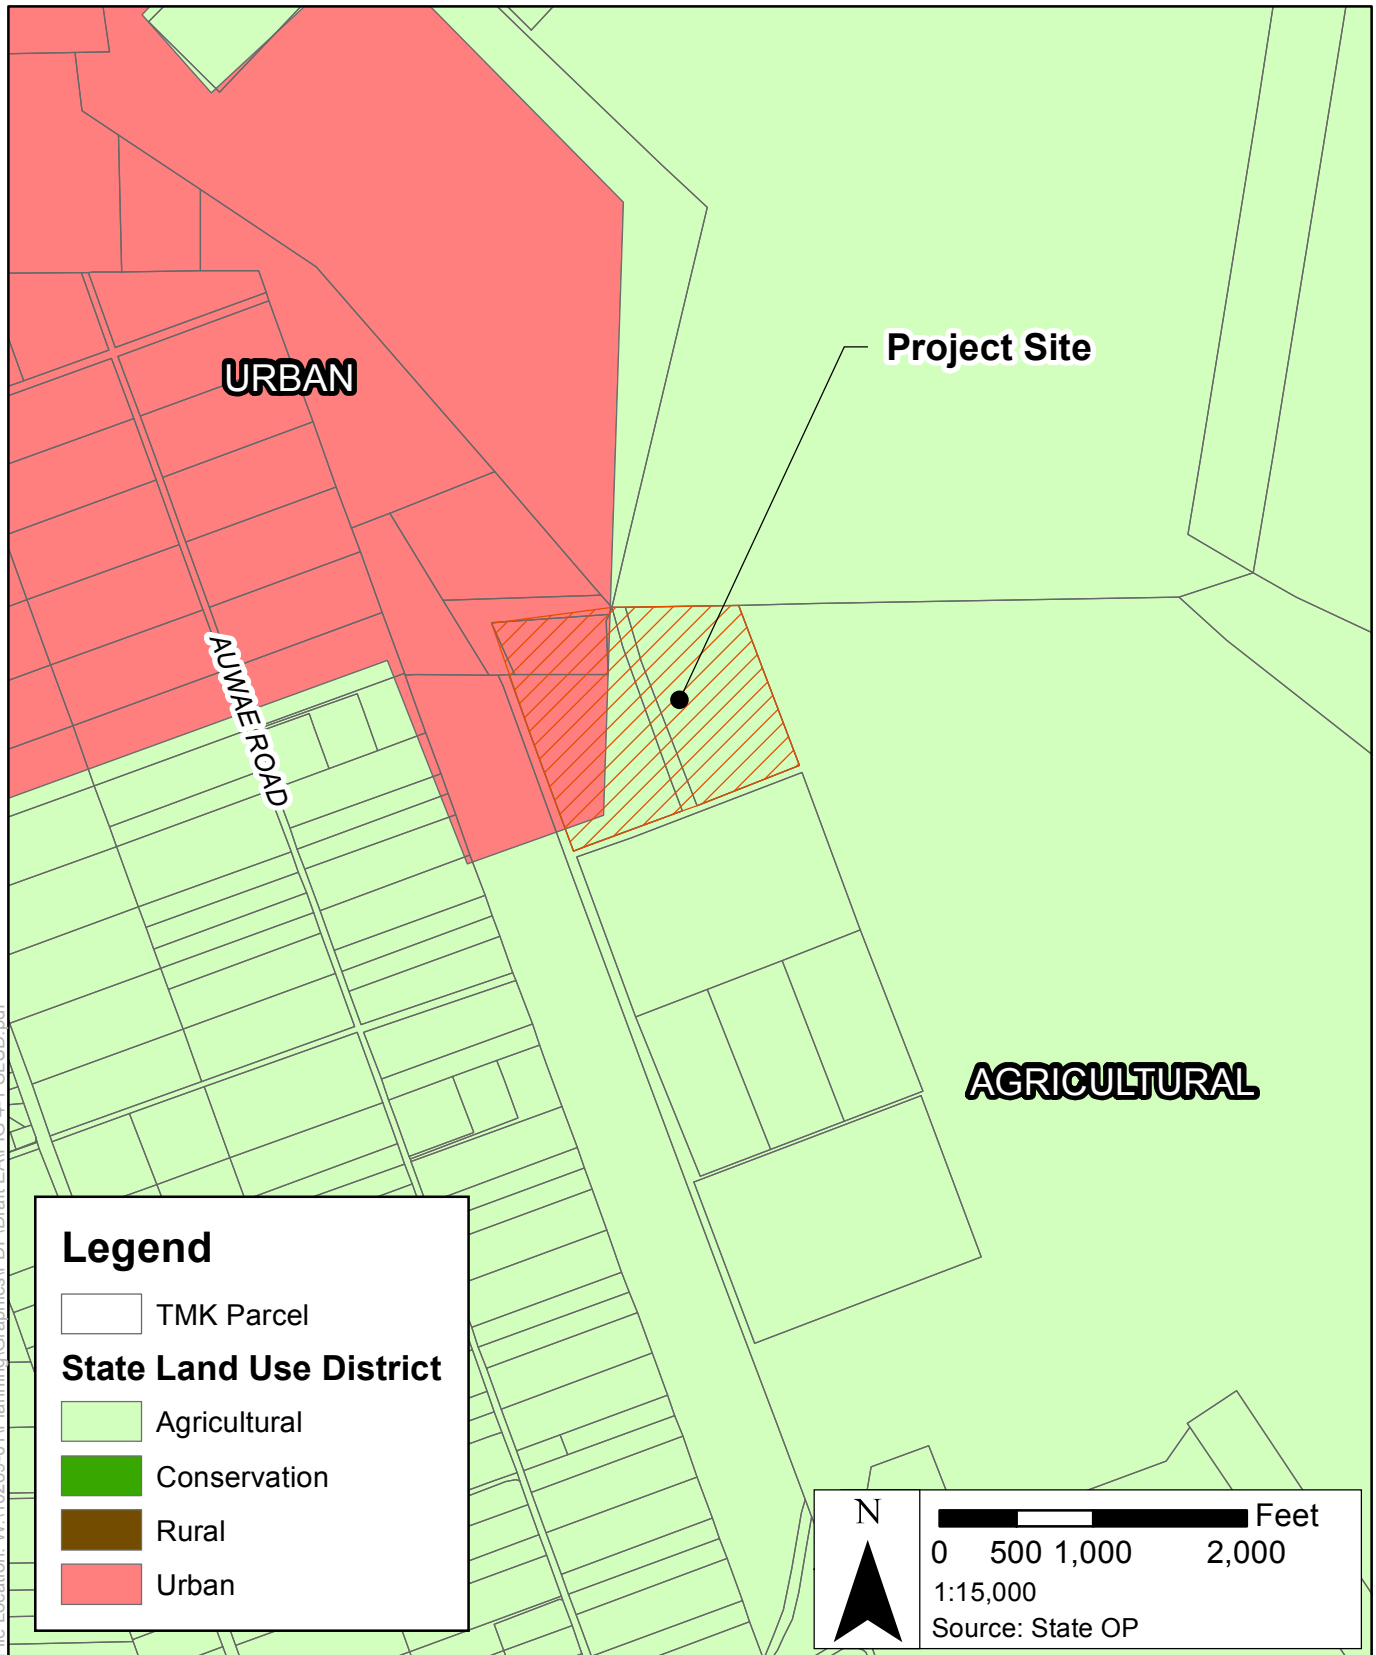 Project Site
URBAN
AUWAE ROAD
AGRICULTURAL
Legend
TMK Parcel
State Land Use District
Agricultural
Conservation
Rural
Urban
N
Feet
0 500 1,000 2,000
1:15,000
Source: State OP